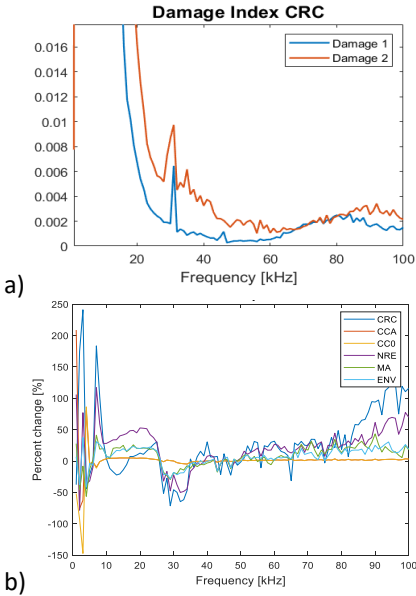 Damage Index CRC
0.016
0.014
0.012
0.01
0.008
0.006
0.004
0.002
0
Damage 1
Damage 2
20
40
60
80
100
Frequency [kHz]
a)
250
200
150
100
50
0
-50
-100
-150
Percent change [%]
CRC
CCA
CC0
NRE
MA
ENV
0
10
20
30
40
50
60
70
80
90
100
Frequency [kHz]
b)